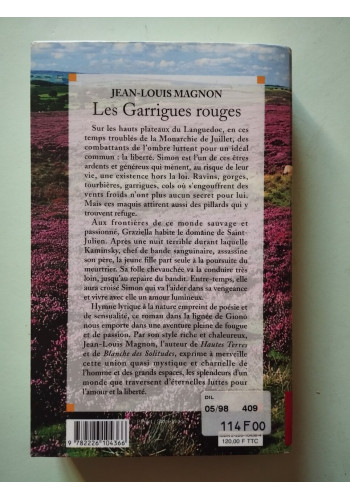 JEAN-LOUIS MAGNON
Les Garrigues rouges
Sur les hauts plateaux du Languedoc, en ces
temps troublés de la Monarchie de Juillet, des
combattants de l'ombre luttent pour un idéal
commun : la liberté. Simon est l'un de ces êtres
ardents et généreux qui mènent, au risque de leur
vie, une existence hors la loi. Ravins, gorges,
tourbières, garrigues, cols où s'engouffrent des
vents froids n'ont plus aucun secret pour lui.
Mais ces maquis attirent aussi des pillards qui y
trouvent refuge.
Aux frontières de ce monde sauvage et
passionné, Graziella habite le domaine de Saint-
Julien. Après une nuit terrible durant laquelle
Kaminsky, chef de bande sanguinaire, assassine
son père, la jeune fille part seule à la poursuite du
meurtrier. Sa folle chevauchée va la conduire très
loin, jusqu'au repaire du bandit. Entre-temps, elle
aura croisé Simon qui va l'aider dans sa vengeance
et vivre avec elle un amour lumineux.
Hymne lyrique à la nature empreint de poésie et
de sensualité, ce roman dans la lignée de Giono
nous emporte dans une aventure pleine de fougue
et de passion. Par son style riche et chaleureux,
Jean-Louis Magnon, l'auteur de Hautes Terres
et de Blanche des Solitudes, exprime à merveille
cette union quasi mystique et charnelle de
l'homme et des grands espaces, les splendeurs d'un
monde que traversent d'éternelles luttes pour
l'amour et la liberté.
9 782226 104366
DIL
05/98 409
114 F 00
120,00 F TTC